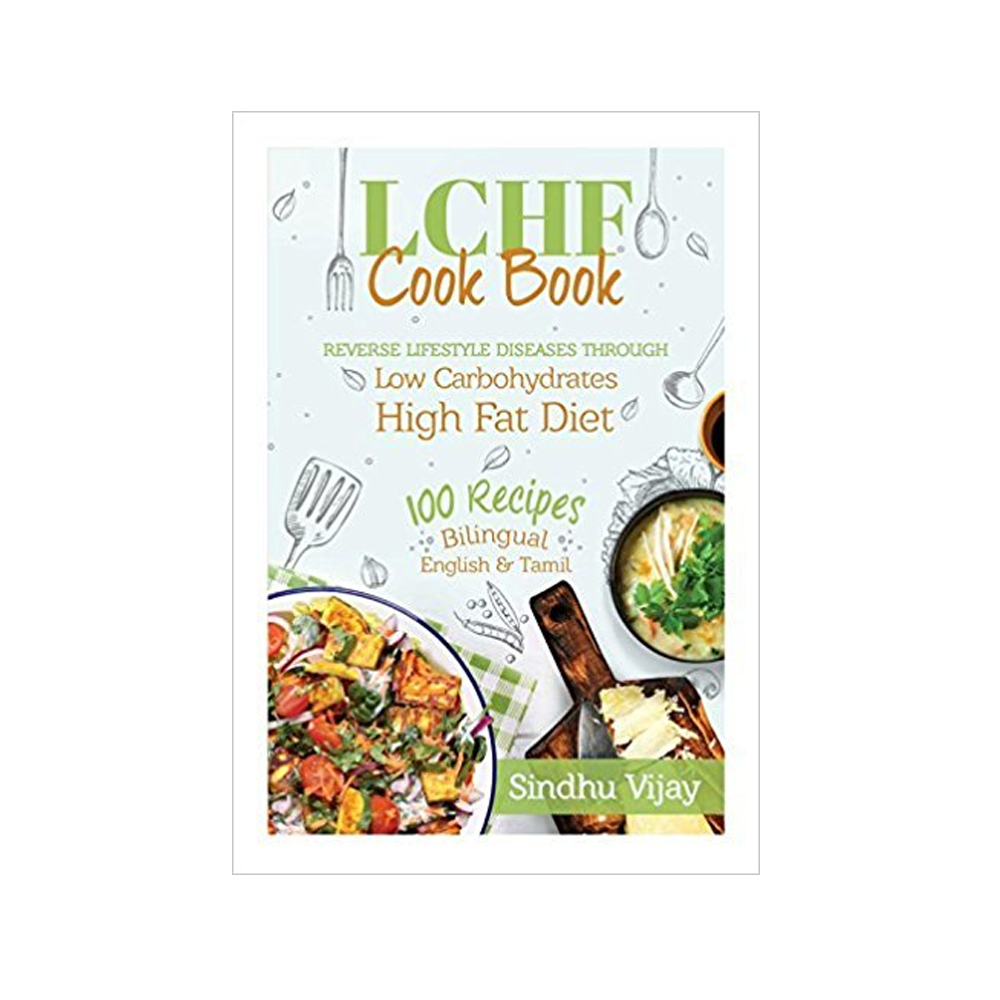 LCHF
Cook Book
REVERSE LIFESTYLE DISEASES THROUGH
Low Carbohydrates
High Fat Diet
100 Recipes
Bilingual
English & Tamil
Sindhu Vijay